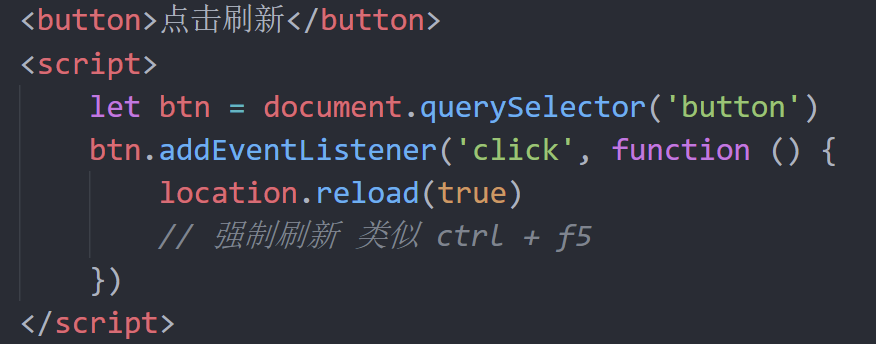 <button>点击刷新</button>
<script>
    let btn = document.querySelector('button')
    btn.addEventListener('click', function () {
        location.reload(true)
        // 强制刷新 类似 ctrl + f5
    })
</script>